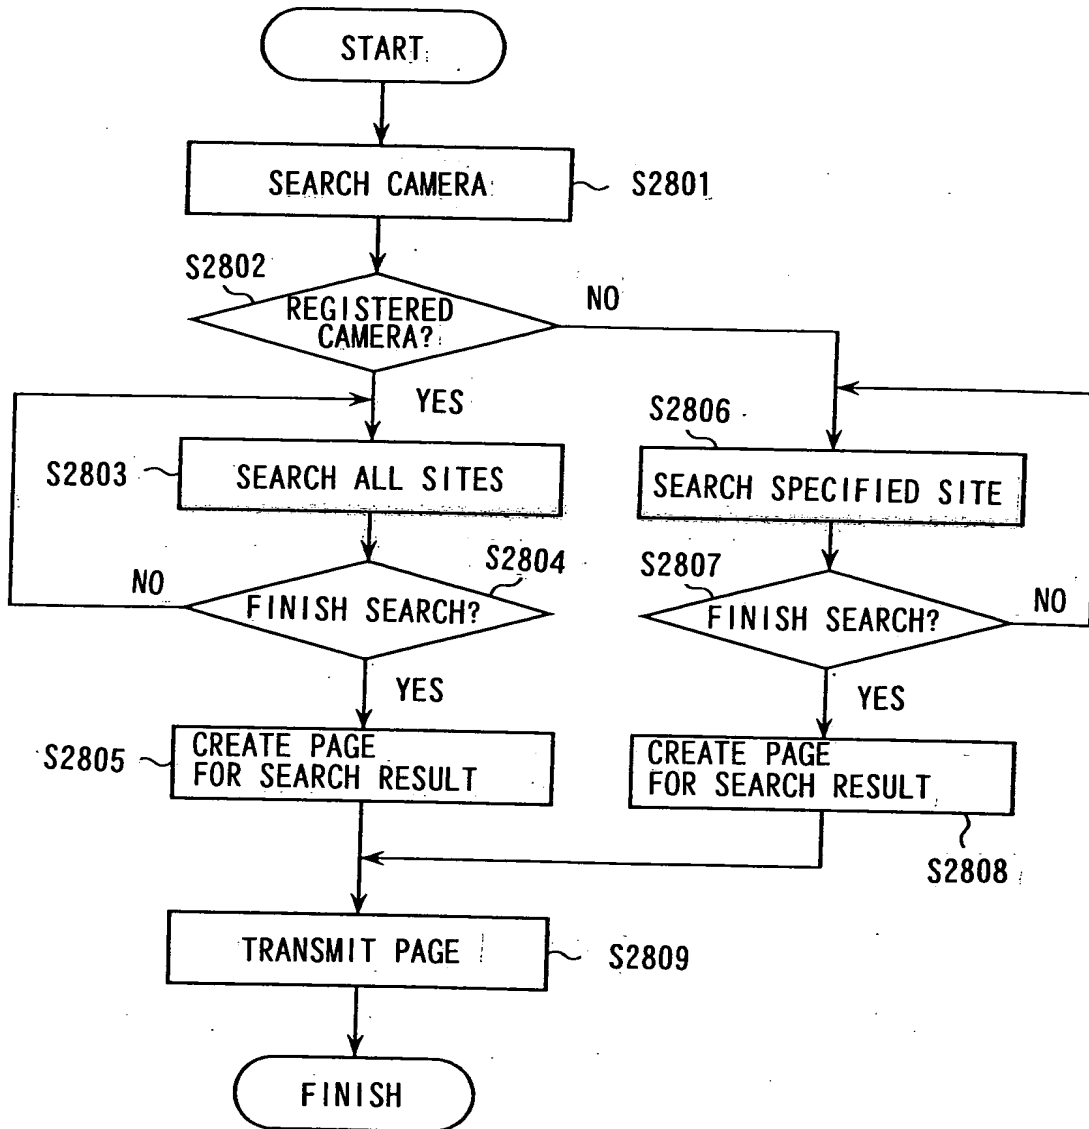 START
SEARCH CAMERA
S2801
S2802
REGISTERED
CAMERA?
NO
YES
S2803
SEARCH ALL SITES
S2806
SEARCH SPECIFIED SITE
NO
FINISH SEARCH?
S2804
S2807
FINISH SEARCH?
NO
YES
YES
S2805
CREATE PAGE
FOR SEARCH RESULT
CREATE PAGE
FOR SEARCH RESULT
S2808
TRANSMIT PAGE
S2809
FINISH